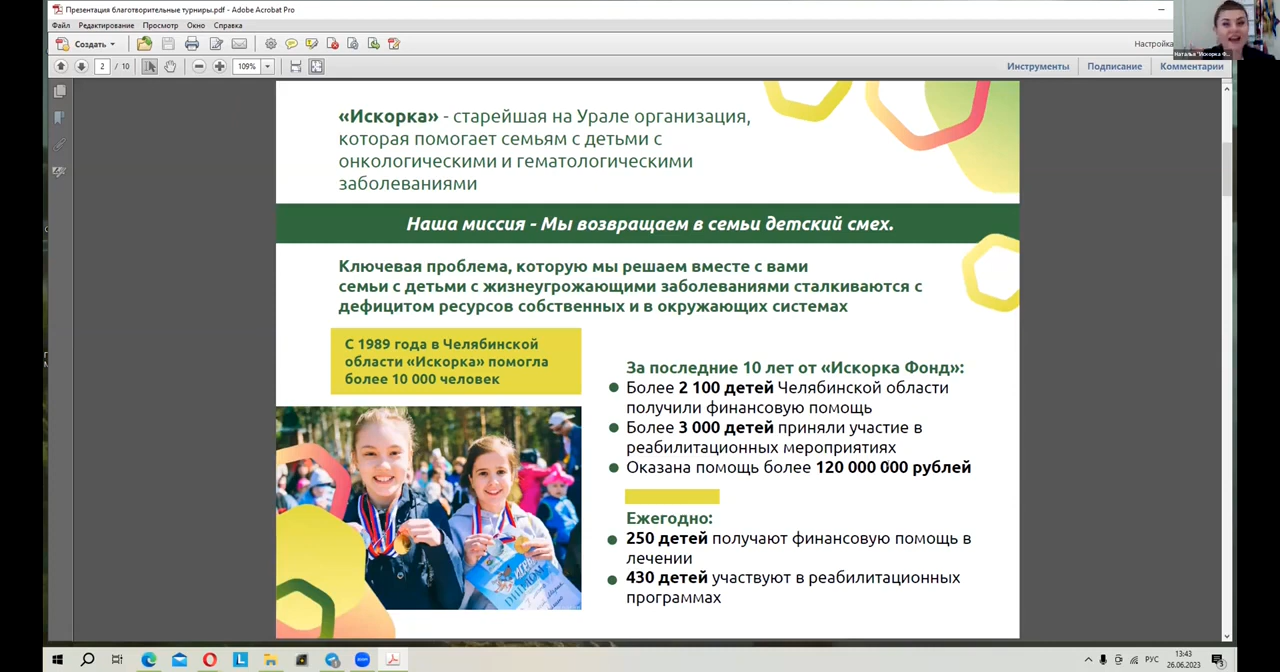 Презентация благотворительные турниры.pdf - Adobe Acrobat Pro
Файл Редактирование Просмотр Окно Справка
Создать
Настройка
Наталья "Искорка Ф...
2 / 10
109%
Инструменты Подписание Комментарии
«Искорка» - старейшая на Урале организация,
которая помогает семьям с детьми с
онкологическими и гематологическими
заболеваниями
Наша миссия - Мы возвращаем в семьи детский смех.
Ключевая проблема, которую мы решаем вместе с вами
семьи с детьми с жизнеугрожающими заболеваниями сталкиваются с
дефицитом ресурсов собственных и в окружающих системах
С 1989 года в Челябинской
области «Искорка» помогла
более 10 000 человек
За последние 10 лет от «Искорка Фонд»:
Более 2 100 детей Челябинской области
получили финансовую помощь
Более 3 000 детей приняли участие в
реабилитационных мероприятиях
Оказана помощь более 120 000 000 рублей
Ежегодно:
250 детей получают финансовую помощь в
лечении
430 детей участвуют в реабилитационных
программах
ДИПЛОМ
РУС
13:43
26.06.2023